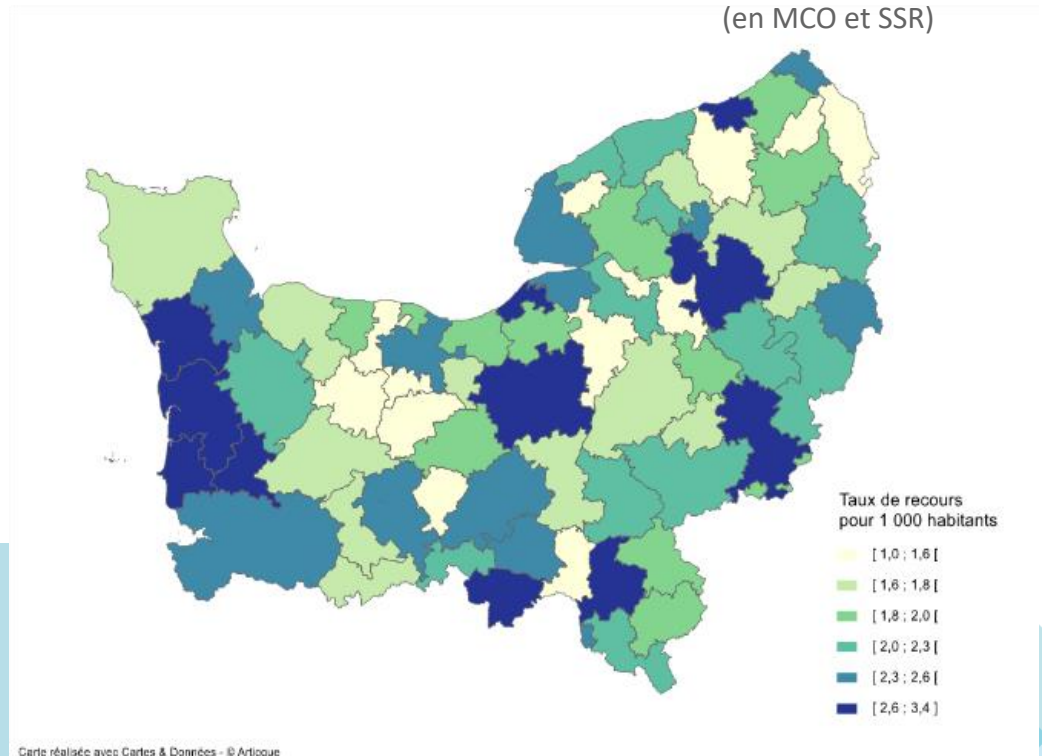 (en MCO et SSR)
Taux de recours
pour 1 000 habitants
[ 1,0 ; 1,6 [
[ 1,6 ; 1,8 [
[ 1,8 ; 2,0 [
[ 2,0 ; 2,3 [
[ 2,3 ; 2,6 [
[ 2,6 ; 3,4 ]
Carte réalisée avec Cartes & Données - © Articque